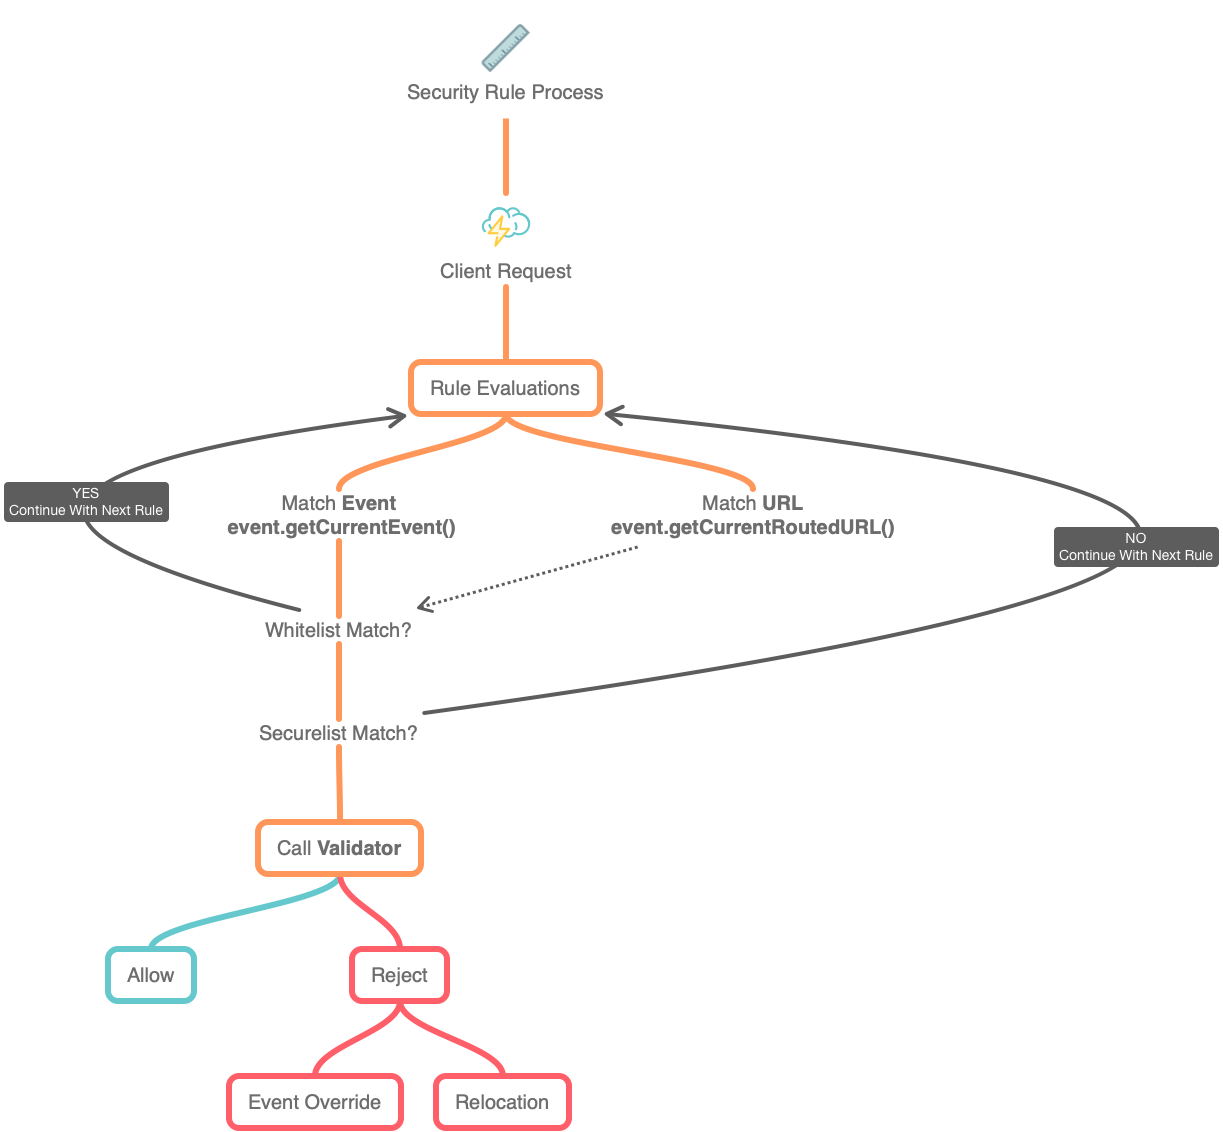 Security Rule Process
Client Request
Rule Evaluations
YES
Continue With Next Rule
Match Event
event.getCurrentEvent()
Match URL
event.getCurrentRoutedURL()
NO
Continue With Next Rule
Whitelist Match?
Securelist Match?
Call Validator
Allow
Reject
Event Override
Relocation